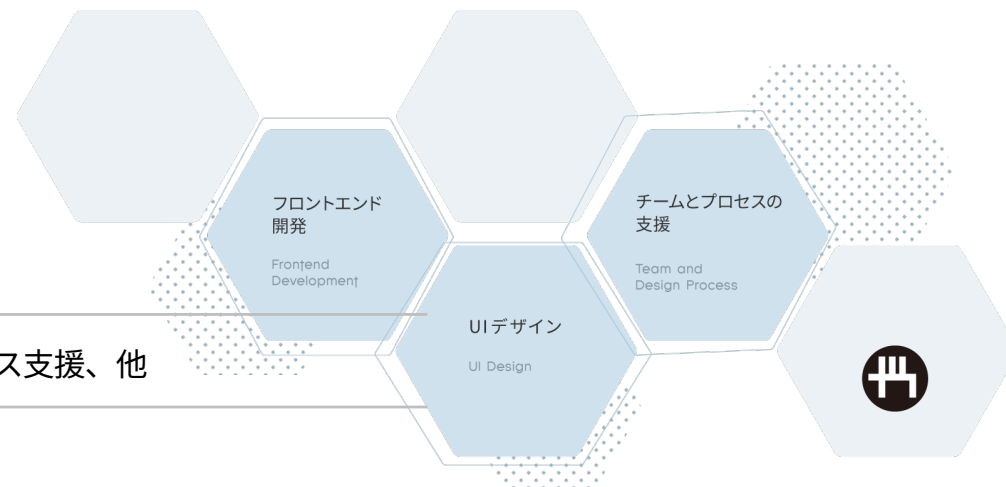 フロントエンド
開発
Frontend
Development
チームとプロセスの
支援
Team and
Design Process
UIデザイン
UI Design
ス支援、他